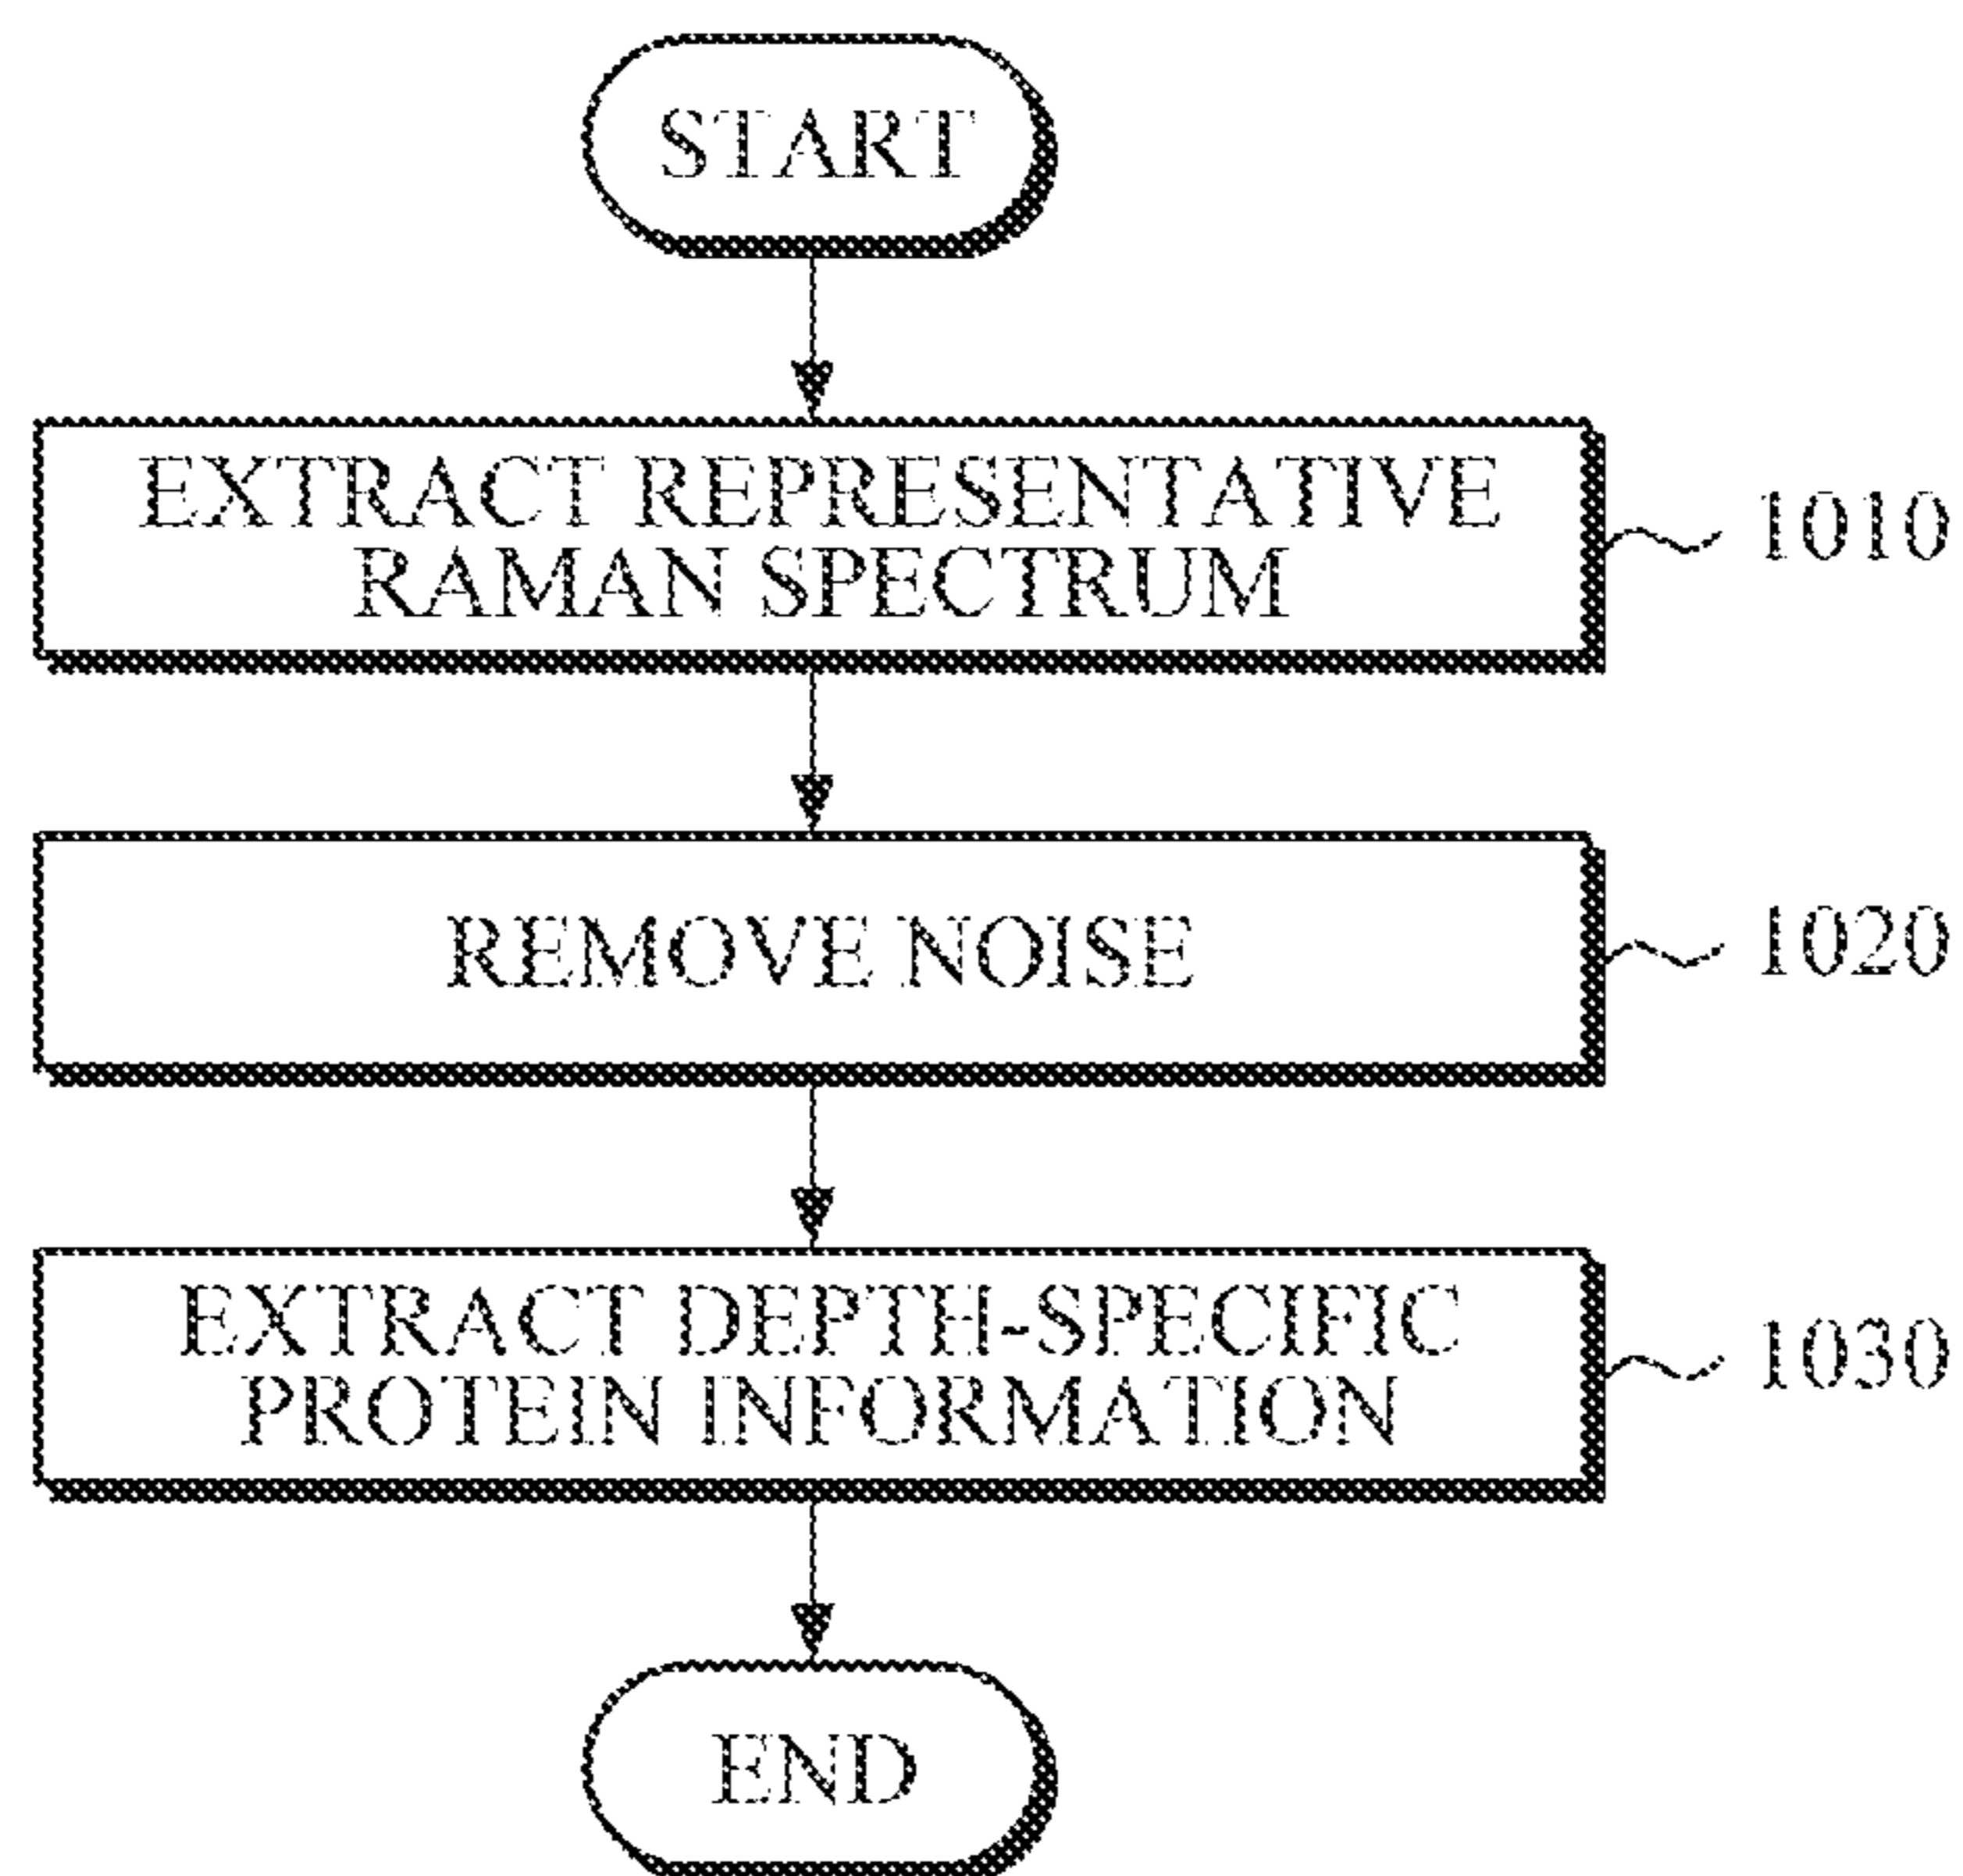 START
EXTRACT REPRESENTATIVE
RAMAN SPECTRUM
1010
REMOVE NOISE
1020
EXTRACT DEPTH-SPECIFIC
PROTEIN INFORMATION
1030
END